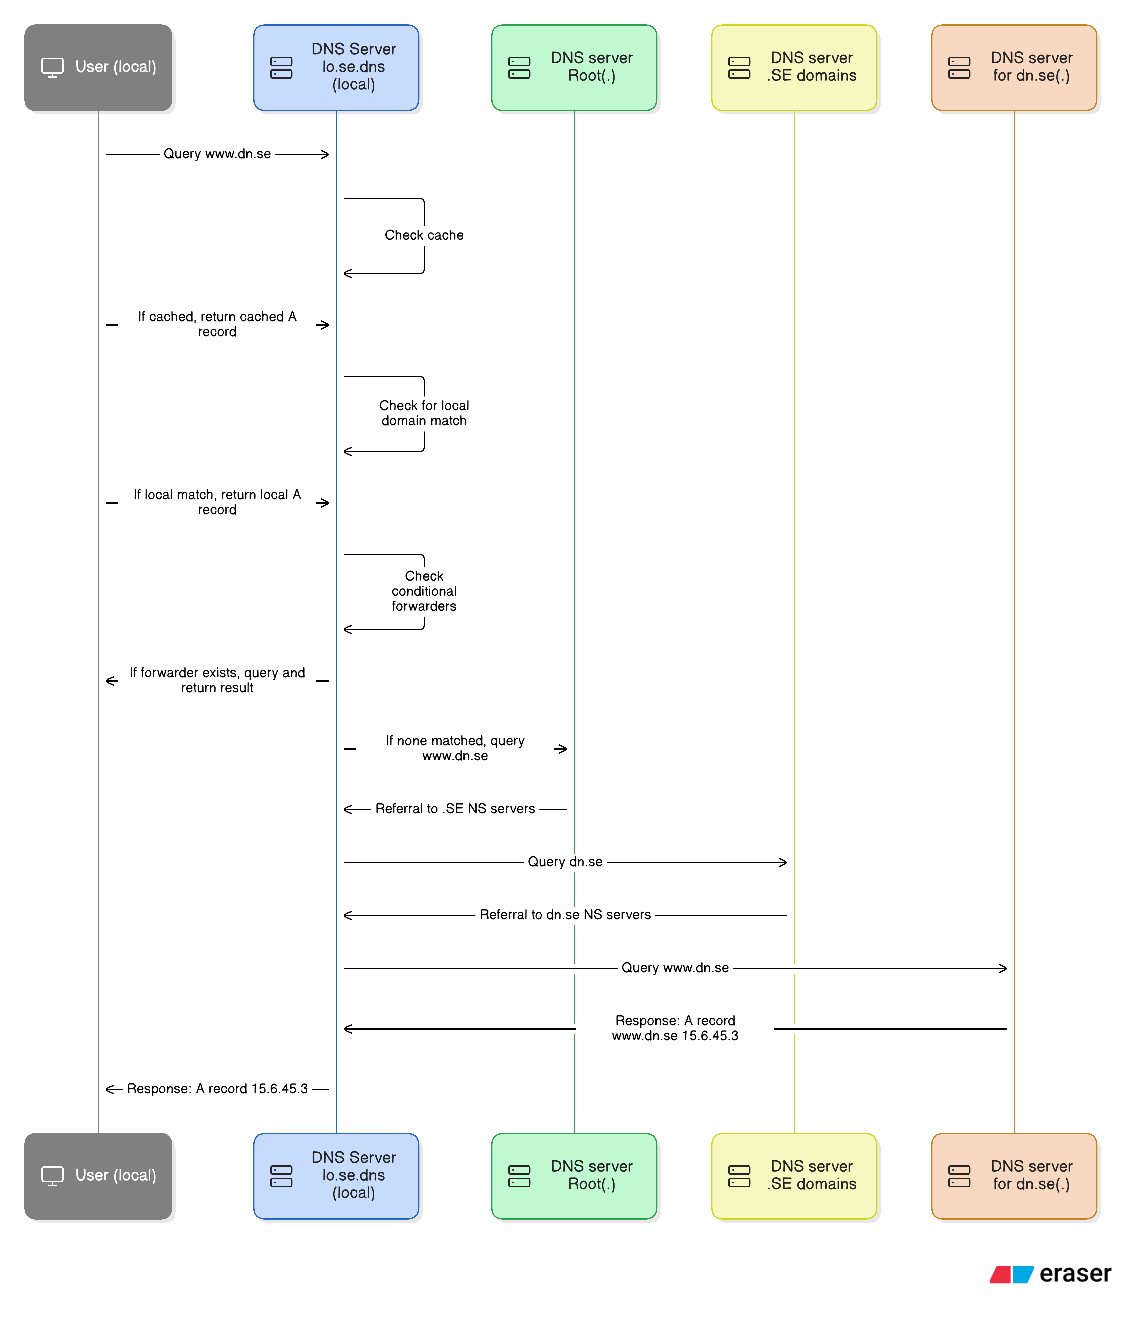 User (local)
DNS Server
lo.se.dns
(local)
DNS server
Root(.)
DNS server
.SE domains
DNS server
for dn.se(.)
Query www.dn.se
Check cache
If cached, return cached A
record
Check for local
domain match
If local match, return local A
record
Check
conditional
forwarders
If forwarder exists, query and
return result
If none matched, query
www.dn.se
Referral to .SE NS servers
Query dn.se
Referral to dn.se NS servers
Query www.dn.se
Response: A record
www.dn.se 15.6.45.3
Response: A record 15.6.45.3
User (local)
DNS Server
lo.se.dns
(local)
DNS server
Root(.)
DNS server
.SE domains
DNS server
for dn.se(.)
eraser